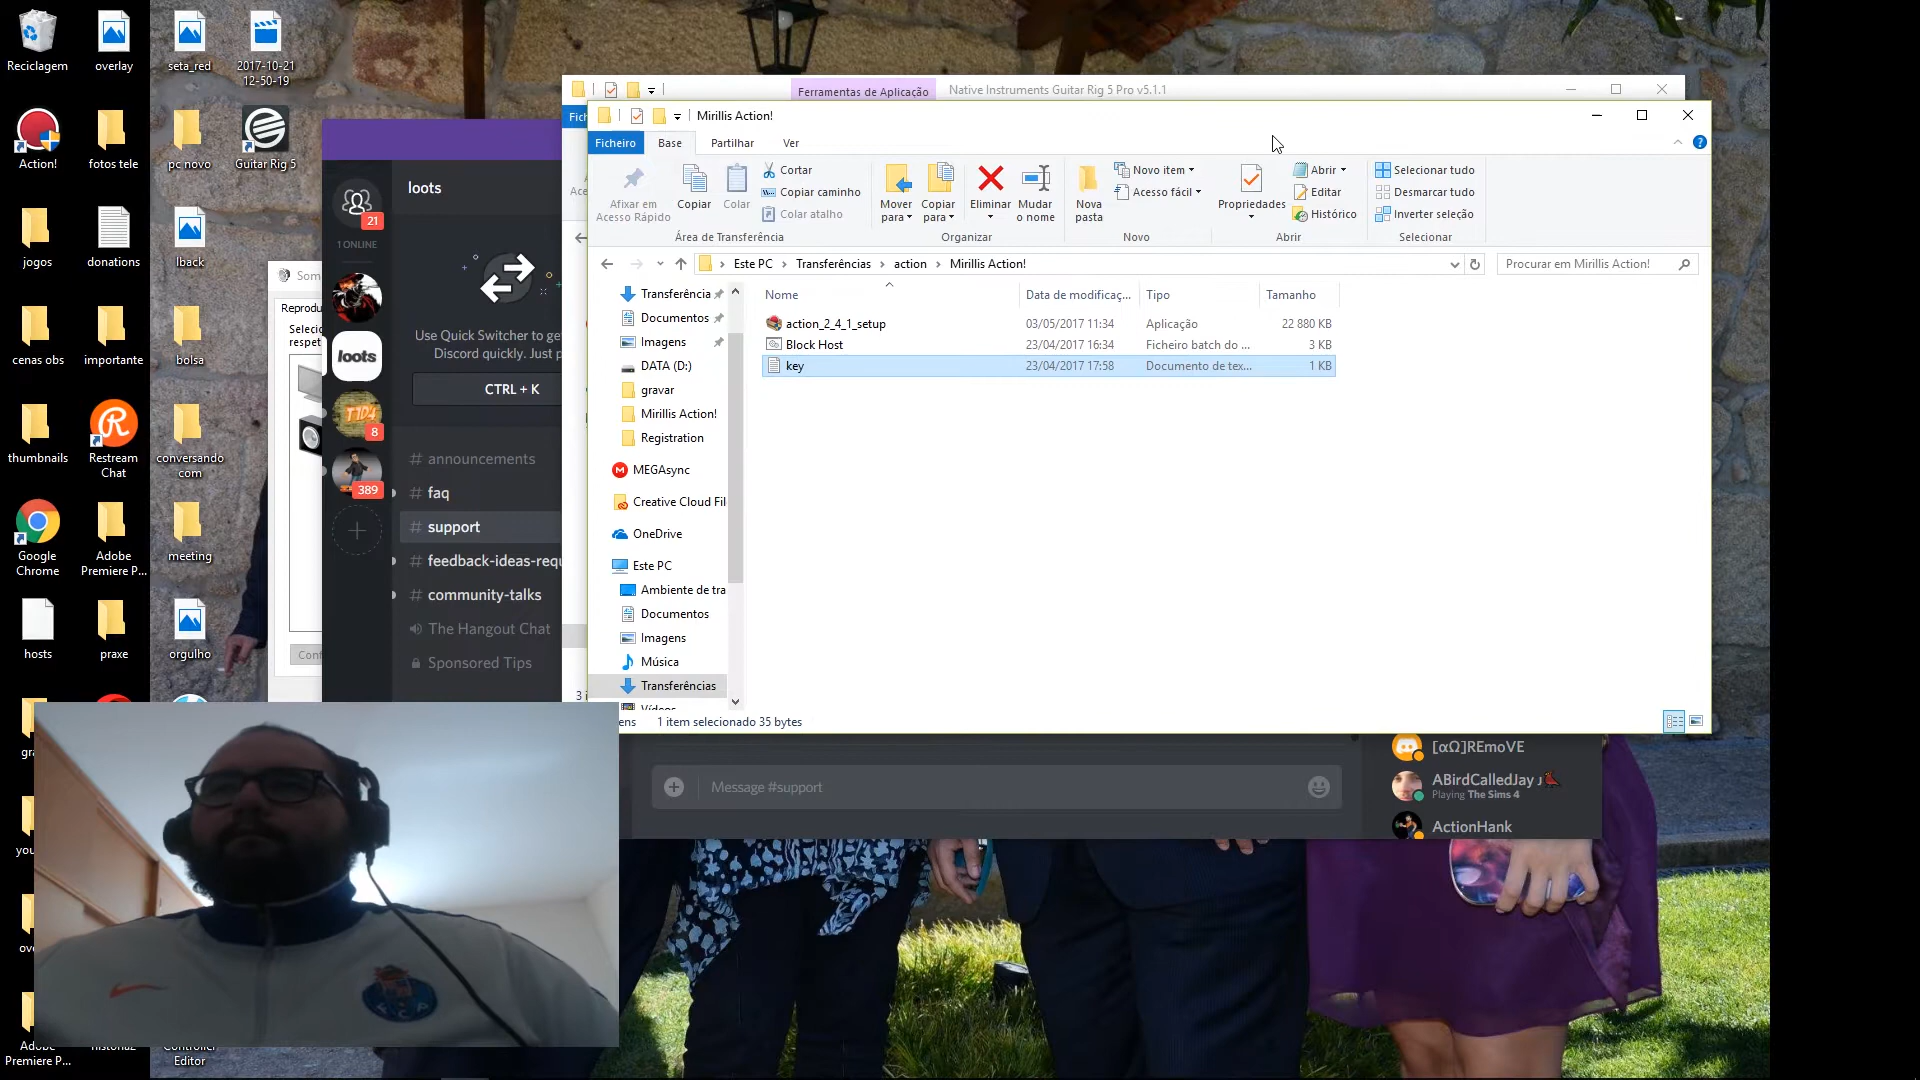 Reciclagem
overlay
seta_red
2017-10-21
12-50-19
Action!
fotos tele
pc novo
Guitar Rig 5
jogos
donations
lback
cenas obs
importante
bolsa
thumbnails
Restream
Chat
conversando
com
Google
Chrome
Adobe
Premiere P...
meeting
hosts
praxe
orgulho
Adobe
Premiere P...
Editor
Som
Reprodu
Seleci
respet
Conf
21
1 ONLINE
loots
T1D4
8
389
loots
Use Quick Switcher to ge
Discord quickly. Just p
CTRL + K
# announcements
# faq
# support
# feedback-ideas-requ
# community-talks
The Hangout Chat
Sponsored Tips
Ferramentas de Aplicação
Native Instruments Guitar Rig 5 Pro v5.1.1
Fich
Mirillis Action!
Ficheiro
Base
Partilhar
Ver
Afixar em
Acesso Rápido
Copiar
Colar
Cortar
Copiar caminho
Colar atalho
Área de Transferência
Mover
para
Copiar
para
Eliminar
Mudar
o nome
Organizar
Nova
pasta
Novo item
Acesso fácil
Novo
Propriedades
Abrir
Editar
Histórico
Abrir
Selecionar tudo
Desmarcar tudo
Inverter seleção
Selecionar
Este PC > Transferências > action > Mirillis Action!
Procurar em Mirillis Action!
Transferência
Documentos
Imagens
DATA (D:)
gravar
Mirillis Action!
Registration
MEGAsync
Creative Cloud Fil
OneDrive
Este PC
Ambiente de tra
Documentos
Imagens
Música
Transferências
Vídeos
Nome Data de modificaç... Tipo Tamanho
action_2_4_1_setup 03/05/2017 11:34 Aplicação 22 880 KB
Block Host 23/04/2017 16:34 Ficheiro batch do ... 3 KB
key 23/04/2017 17:58 Documento de tex... 1 KB
ens 1 item selecionado 35 bytes
Message #support
[αΩ]REmoVE
ABirdCalledJay
Playing The Sims 4
ActionHank